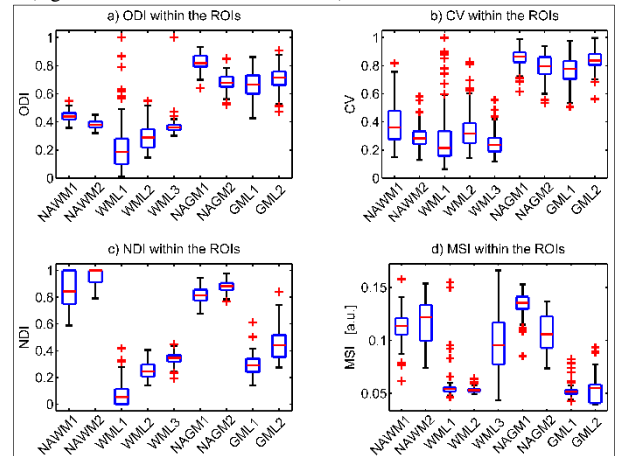 a) ODI within the ROIs
ODI
1
0.8
0.6
0.4
0.2
0
NAWM1 NAWM2 WML1 WML2 WML3 NAGM1 NAGM2 GML1 GML2
b) CV within the ROIs
CV
1
0.8
0.6
0.4
0.2
0
NAWM1 NAWM2 WML1 WML2 WML3 NAGM1 NAGM2 GML1 GML2
c) NDI within the ROIs
NDI
1
0.8
0.6
0.4
0.2
0
NAWM1 NAWM2 WML1 WML2 WML3 NAGM1 NAGM2 GML1 GML2
d) MSI within the ROIs
MSI [a.u.]
0.15
0.1
0.05
NAWM1 NAWM2 WML1 WML2 WML3 NAGM1 NAGM2 GML1 GML2